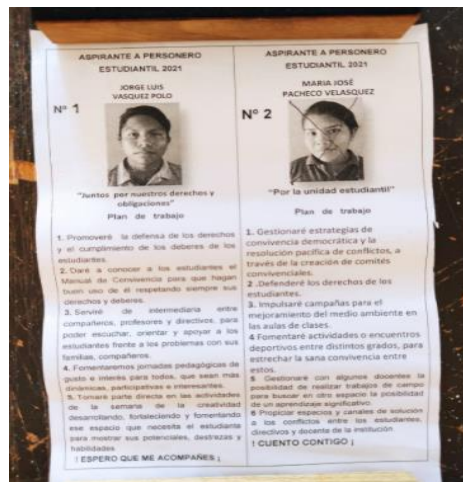 ASPIRANTE A PERSONERO
ESTUDIANTIL 2021
JORGE LUIS
VASQUEZ POLO
Nº 1
"Juntos por nuestros derechos y
obligaciones"
Plan de trabajo
1. Promoveré la defensa de los derechos
y el cumplimiento de los deberes de los
estudiantes.
2. Daré a conocer a los estudiantes el
Manual de Convivencia para que hagan
buen uso de él respetando siempre sus
derechos y deberes.
3. Serviré de intermediaria entre
compañeros, profesores y directivos, para
poder escuchar, orientar y apoyar a los
estudiantes frente a los problemas con sus
familias, compañeros.
4. Fomentaremos jornadas pedagógicas de
gusto e interés para todos, que sean más
dinámicas, participativas e interesantes.
5. Tomaré parte directa en las actividades
de la semana de la creatividad
desarrollando, fortaleciendo y fomentando
ese espacio que necesita el estudiante
para mostrar sus potenciales, destrezas y
habilidades
! ESPERO QUE ME ACOMPAÑES ¡
ASPIRANTE A PERSONERO
ESTUDIANTIL 2021
MARIA JOSÉ
PACHECO VELASQUEZ
Nº 2
"Por la unidad estudiantil"
Plan de trabajo
1. Gestionaré estrategias de
convivencia democrática y la
resolución pacífica de conflictos, a
través de la creación de comités
convivenciales.
2 .Defenderé los derechos de los
estudiantes.
3. Impulsaré campañas para el
mejoramiento del medio ambiente en
las aulas de clases.
4 Fomentaré actividades o encuentros
deportivos entre distintos grados, para
estrechar la sana convivencia entre
estos.
5 Gestionaré con algunos docentes la
posibilidad de realizar trabajos de campo
para buscar en otro espacio la posibilidad
de un aprendizaje significativo.
6 Propiciar espacios y canales de solución
a los conflictos entre los estudiantes,
directivos y docente de la institución.
! CUENTO CONTIGO ¡